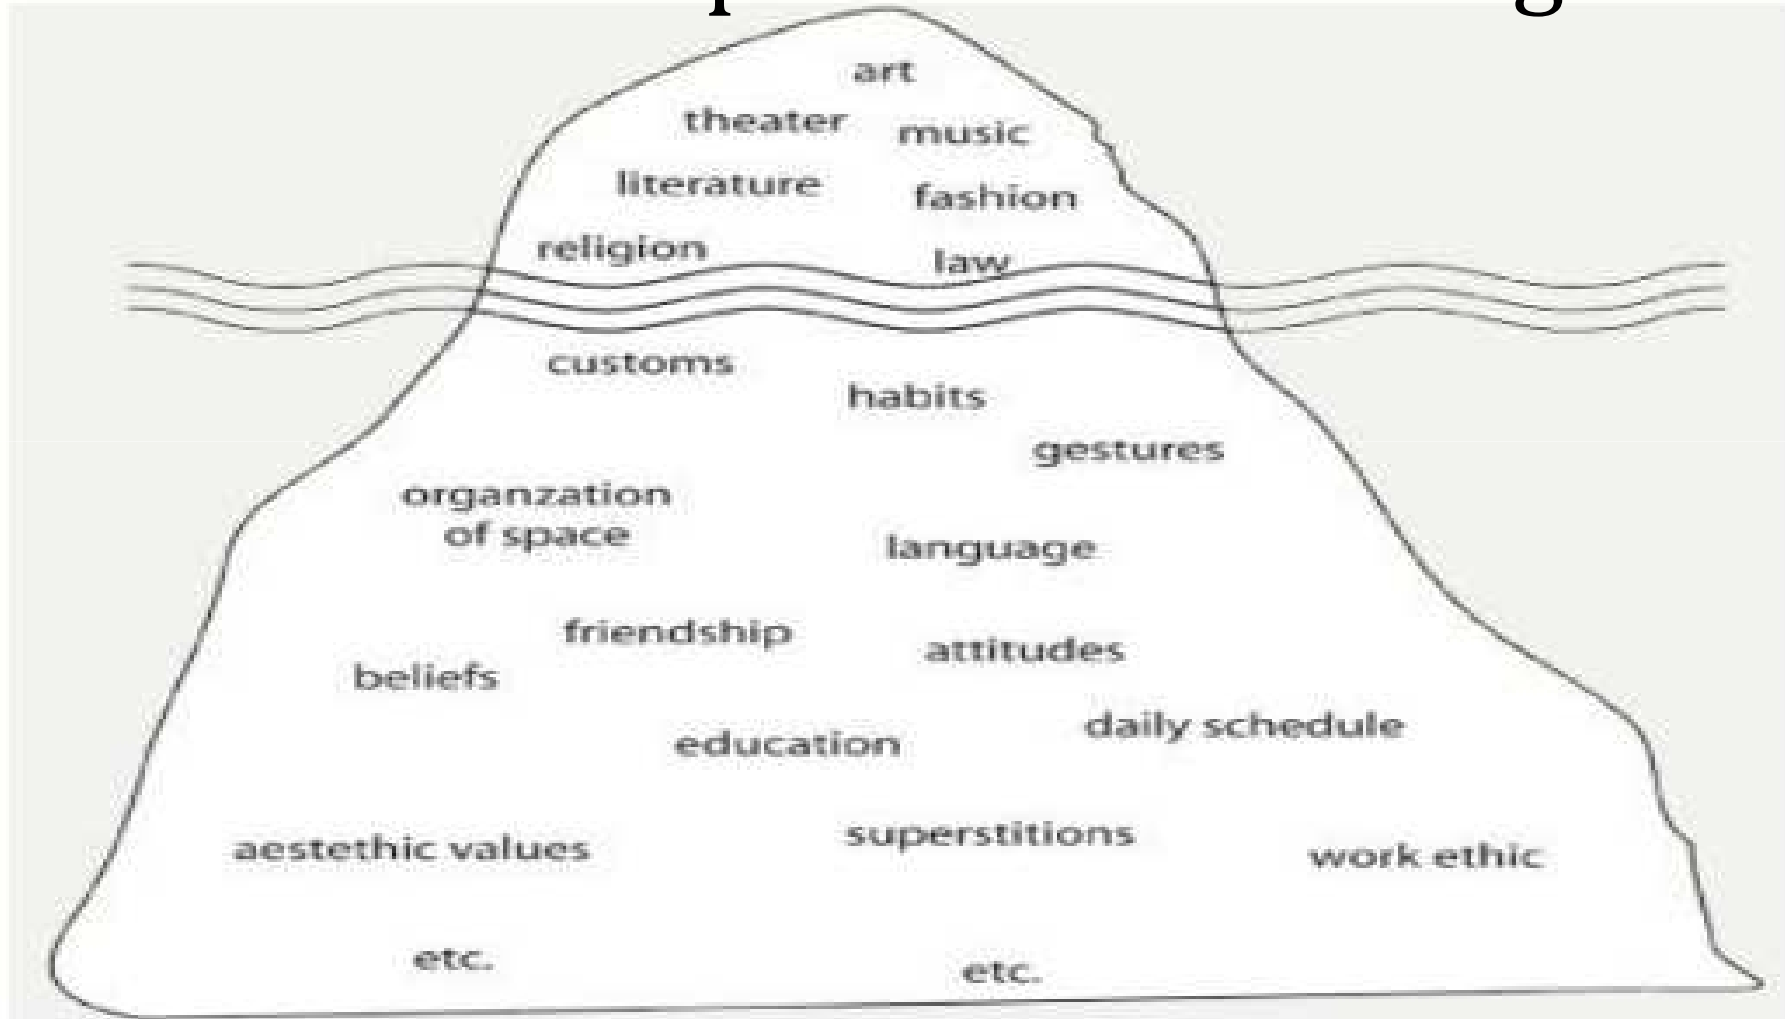 art
theater music
literature fashion
religion law
customs
habits
gestures
organzation
of space
language
friendship
attitudes
beliefs
daily schedule
education
superstitions
aestethic values
work ethic
etc.
etc.